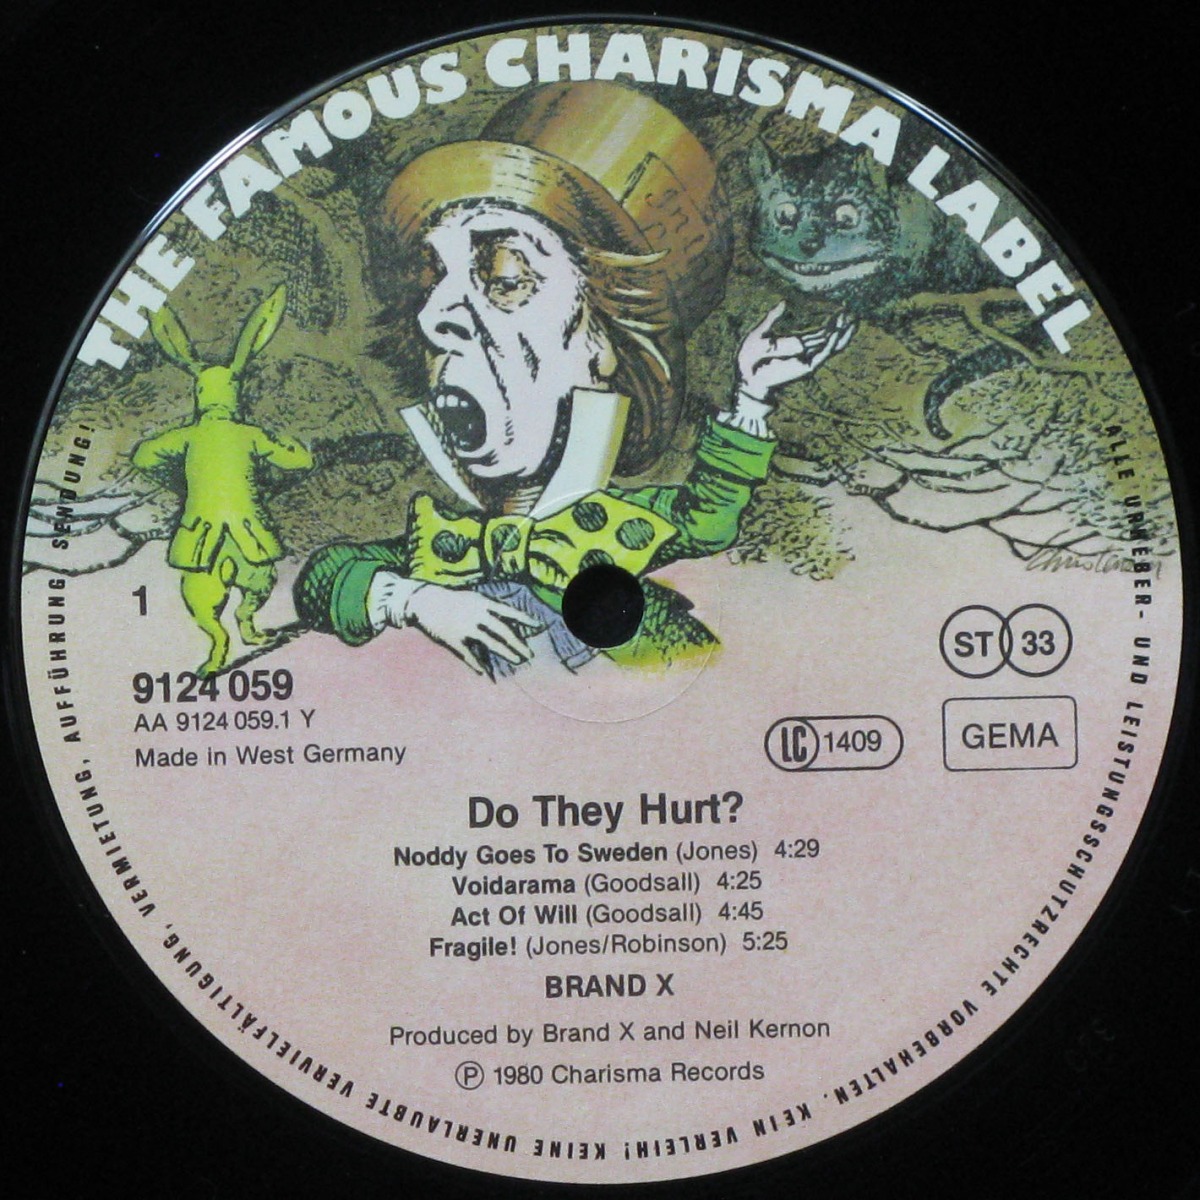 THE FAMOUS CHARISMA LABEL
1
9124 059
AA 9124 059.1 Y
Made in West Germany
ST 33
LC 1409
GEMA
Do They Hurt?
Noddy Goes To Sweden (Jones) 4:29
Voidarama (Goodsall) 4:25
Act Of Will (Goodsall) 4:45
Fragile! (Jones/Robinson) 5:25
BRAND X
Produced by Brand X and Neil Kernon
Ⓟ 1980 Charisma Records
ALLE URHEBER- UND LEISTUNGSSCHUTZRECHTE VORBEHALTEN. KEIN VERLEIH! KEINE UNERLAUBTE VERVIELFÄLTIGUNG, VERMIETUNG, AUFFÜHRUNG, SENDUNG!